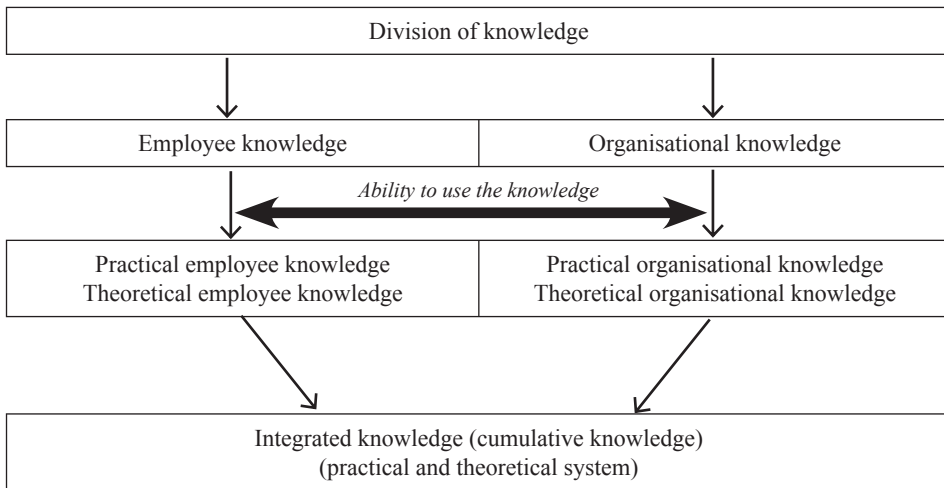 Division of knowledge
Employee knowledge
Organisational knowledge
Ability to use the knowledge
Practical employee knowledge
Theoretical employee knowledge
Practical organisational knowledge
Theoretical organisational knowledge
Integrated knowledge (cumulative knowledge)
(practical and theoretical system)